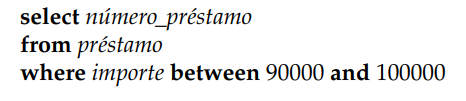 select número_préstamo
from préstamo
where importe between 90000 and 100000